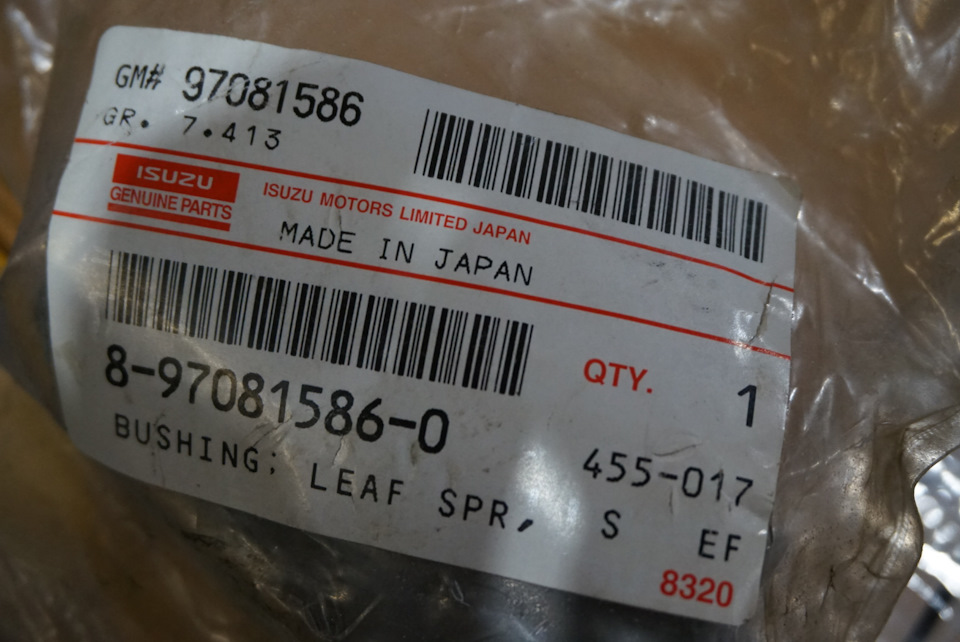 GM# 97081586
GR. 7.413
ISUZU
GENUINE PARTS
ISUZU MOTORS LIMITED JAPAN
MADE IN JAPAN
8-97081586-0
QTY. 1
BUSHING; LEAF SPR, S
455-017
EF
8320